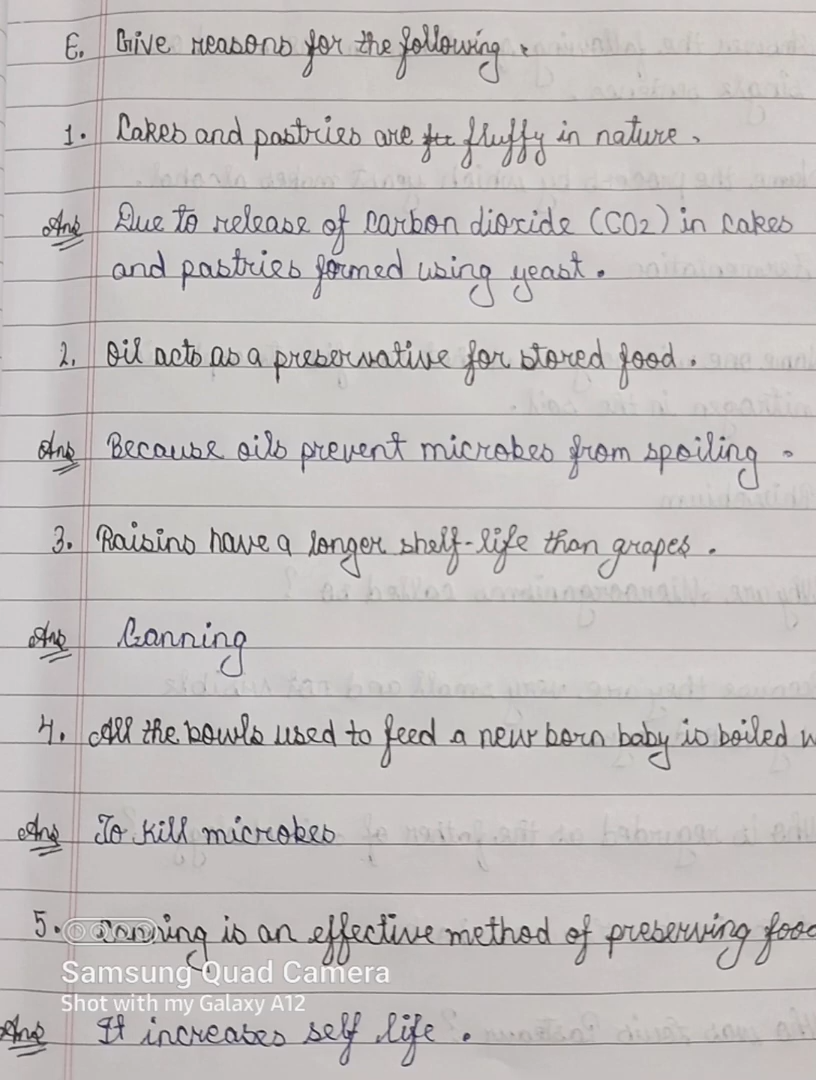 E. Give reasons for the following :
1. Cakes and pastries are fluffy in nature.
Ans Due to release of carbon dioxide (CO2) in cakes
and pastries formed using yeast.
2. Oil acts as a preservative for stored food.
Ans Because oils prevent microbes from spoiling.
3. Raisins have a longer shelf-life than grapes.
Ans Canning
4. All the bowls used to feed a new born baby is boiled
Ans To kill microbes
5. Canning is an effective method of preserving food
Samsung Quad Camera
Shot with my Galaxy A12
Ans It increases self life.